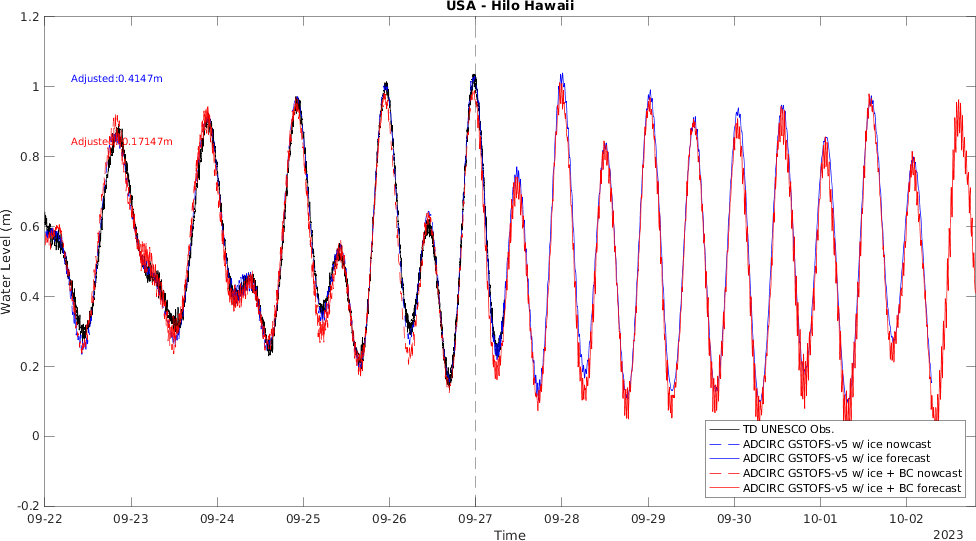 USA - Hilo Hawaii
1.2
1
0.8
0.6
0.4
0.2
0
-0.2
Water Level (m)
Adjusted:0.4147m
Adjusted:0.17147m
TD UNESCO Obs.
ADCIRC GSTOFS-v5 w/ ice nowcast
ADCIRC GSTOFS-v5 w/ ice forecast
ADCIRC GSTOFS-v5 w/ ice + BC nowcast
ADCIRC GSTOFS-v5 w/ ice + BC forecast
09-22 09-23 09-24 09-25 09-26 09-27 09-28 09-29 09-30 10-01 10-02
Time
2023